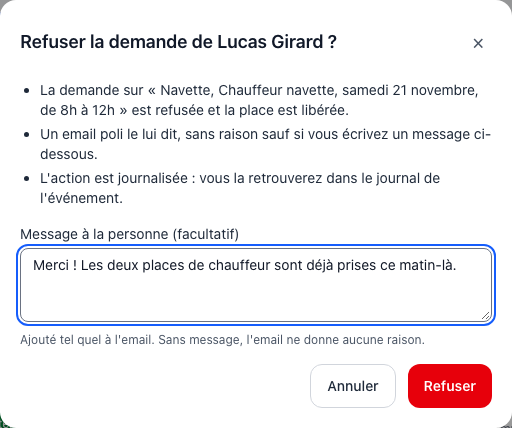 Refuser la demande de Lucas Girard ?
La demande sur « Navette, Chauffeur navette, samedi 21 novembre,
de 8h à 12h » est refusée et la place est libérée.
Un email poli le lui dit, sans raison sauf si vous écrivez un message ci-
dessous.
L'action est journalisée : vous la retrouverez dans le journal de
l'événement.
Message à la personne (facultatif)
Merci ! Les deux places de chauffeur sont déjà prises ce matin-là.
Ajouté tel quel à l'email. Sans message, l'email ne donne aucune raison.
Annuler
Refuser